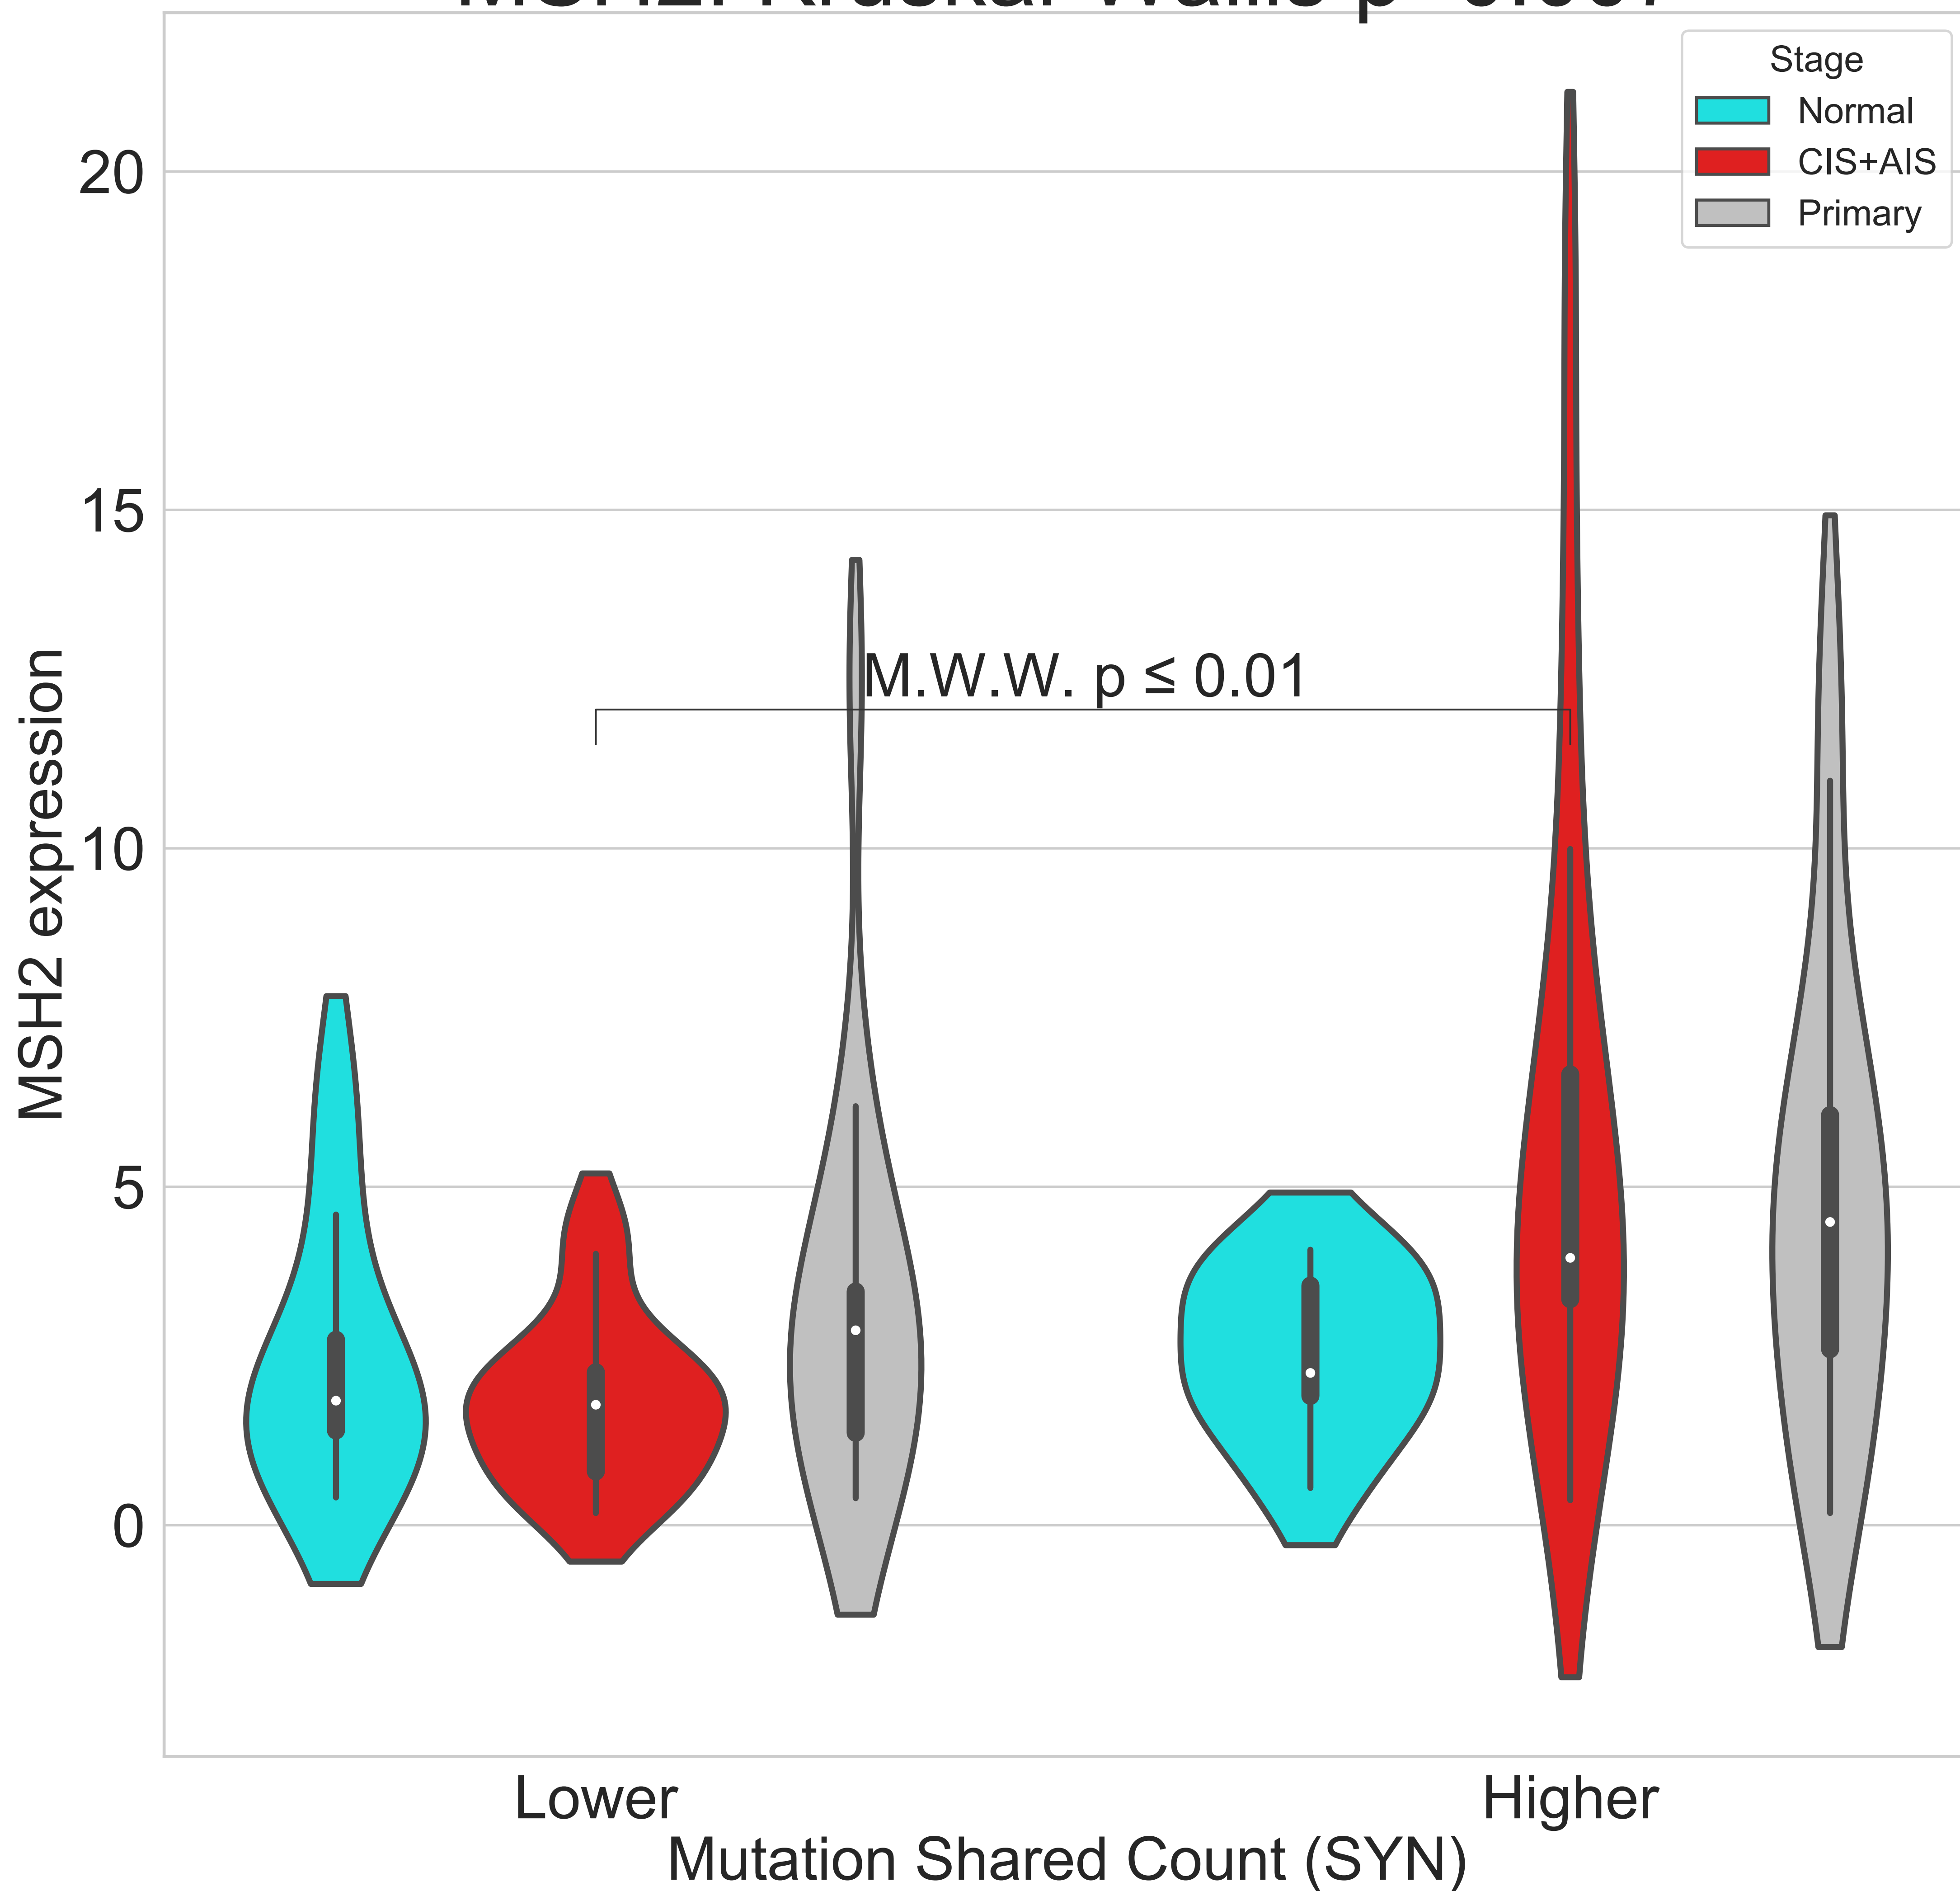 Stage
Normal
CIS+AIS
Primary
20
15
10
5
0
MSH2 expression
M.W.W. p ≤ 0.01
Lower
Higher
Mutation Shared Count (SYN)